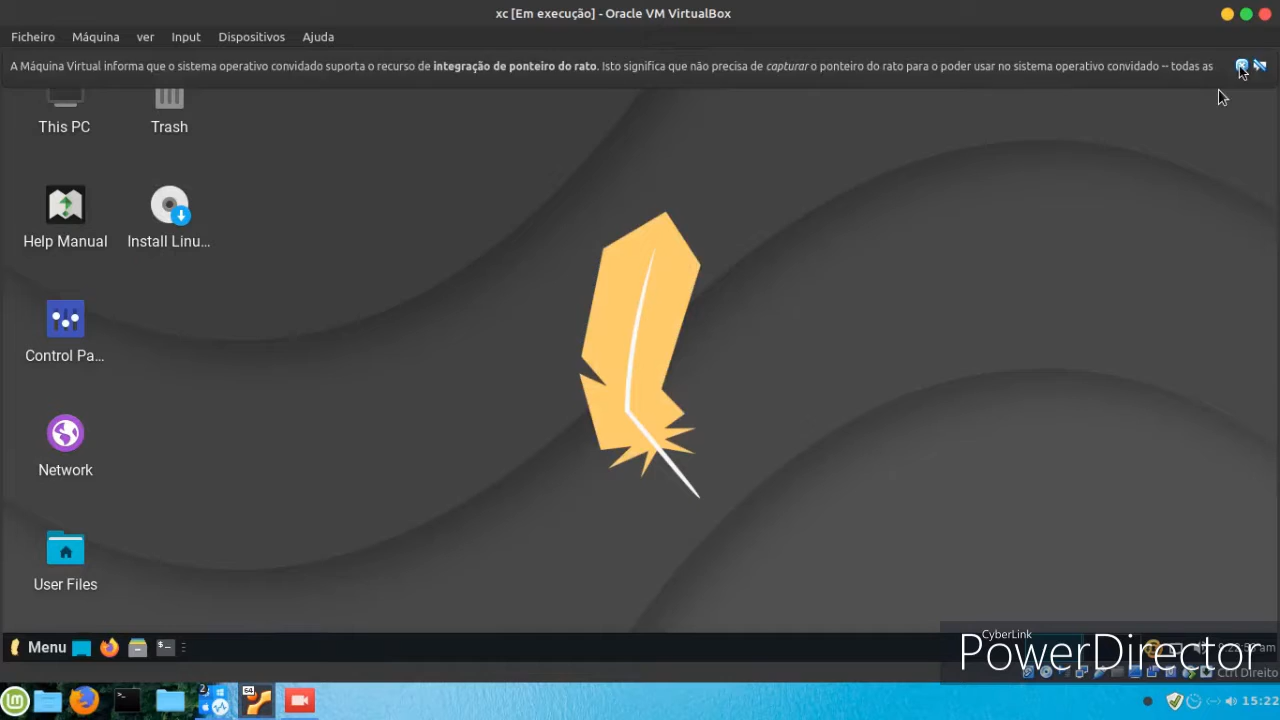 xc [Em execução] - Oracle VM VirtualBox
Ficheiro Máquina ver Input Dispositivos Ajuda
A Máquina Virtual informa que o sistema operativo convidado suporta o recurso de integração de ponteiro do rato. Isto significa que não precisa de capturar o ponteiro do rato para o poder usar no sistema operativo convidado -- todas as
This PC Trash
Help Manual Install Linu...
Control Pa...
Network
User Files
CyberLink
PowerDirector
Menu am
Ctrl Direito
2
64
15:22